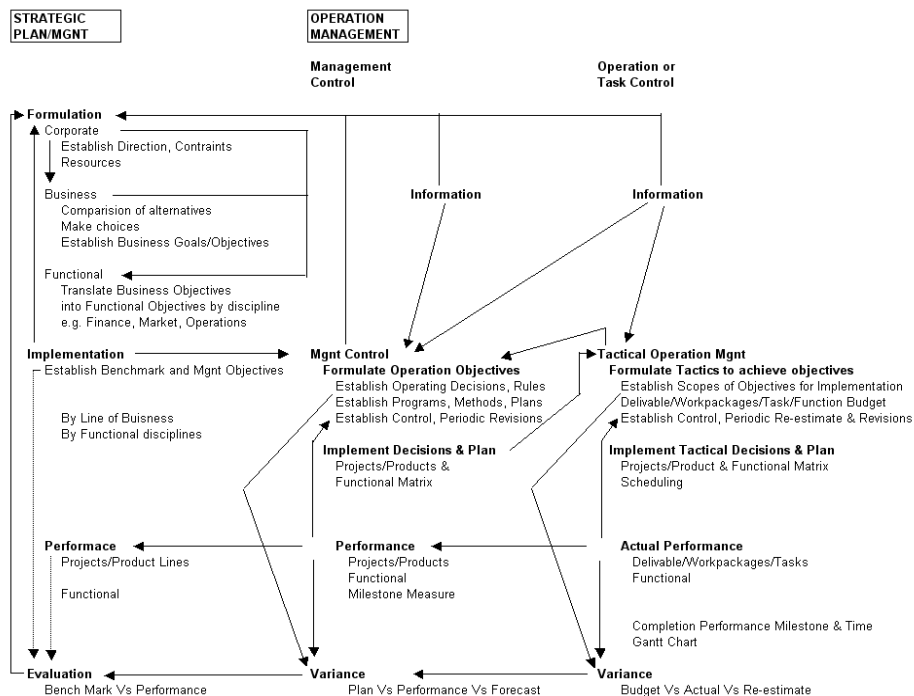 STRATEGIC
PLAN/MGNT
OPERATION
MANAGEMENT
Management
Control
Operation or
Task Control
Formulation
Corporate
Establish Direction, Contraints
Resources
Business
Comparision of alternatives
Make choices
Establish Business Goals/Objectives
Information
Information
Functional
Translate Business Objectives
into Functional Objectives by discipline
e.g. Finance, Market, Operations
Implementation
Establish Benchmark and Mgnt Objectives
By Line of Buisness
By Functional disciplines
Mgnt Control
Formulate Operation Objectives
Establish Operating Decisions, Rules
Establish Programs, Methods, Plans
Establish Control, Periodic Revisions
Implement Decisions & Plan
Projects/Products &
Functional Matrix
Tactical Operation Mgnt
Formulate Tactics to achieve objectives
Establish Scopes of Objectives for Implementation
Delivable/Workpackages/Task/Function Budget
Establish Control, Periodic Re-estimate & Revisions
Implement Tactical Decisions & Plan
Projects/Product & Functional Matrix
Scheduling
Performace
Projects/Product Lines
Functional
Performance
Projects/Products
Functional
Milestone Measure
Actual Performance
Delivable/Workpackages/Tasks
Functional
Completion Performance Milestone & Time
Gantt Chart
Evaluation
Bench Mark Vs Performance
Variance
Plan Vs Performance Vs Forecast
Variance
Budget Vs Actual Vs Re-estimate